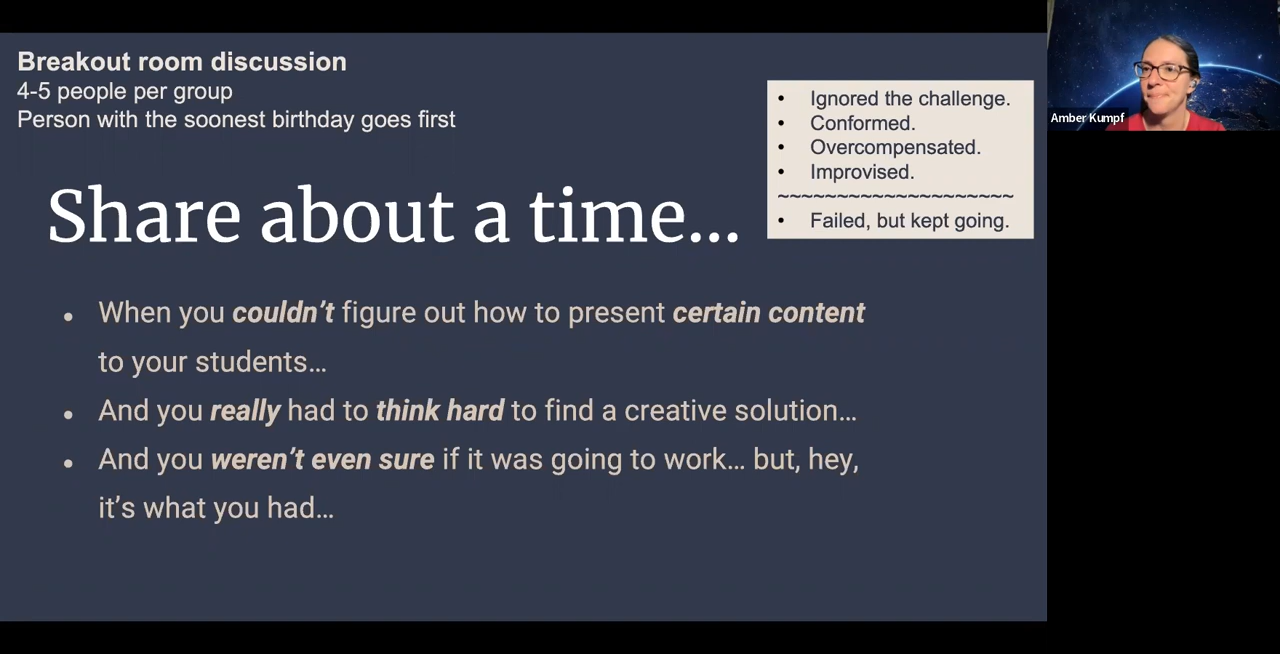 Breakout room discussion
4-5 people per group
Person with the soonest birthday goes first
• Ignored the challenge.
• Conformed.
• Overcompensated.
• Improvised.
~~~~~~~~~~~~~~~~~~~~
• Failed, but kept going.
Amber Kumpf
Share about a time...
• When you couldn’t figure out how to present certain content
to your students…
• And you really had to think hard to find a creative solution…
• And you weren’t even sure if it was going to work… but, hey,
it’s what you had…